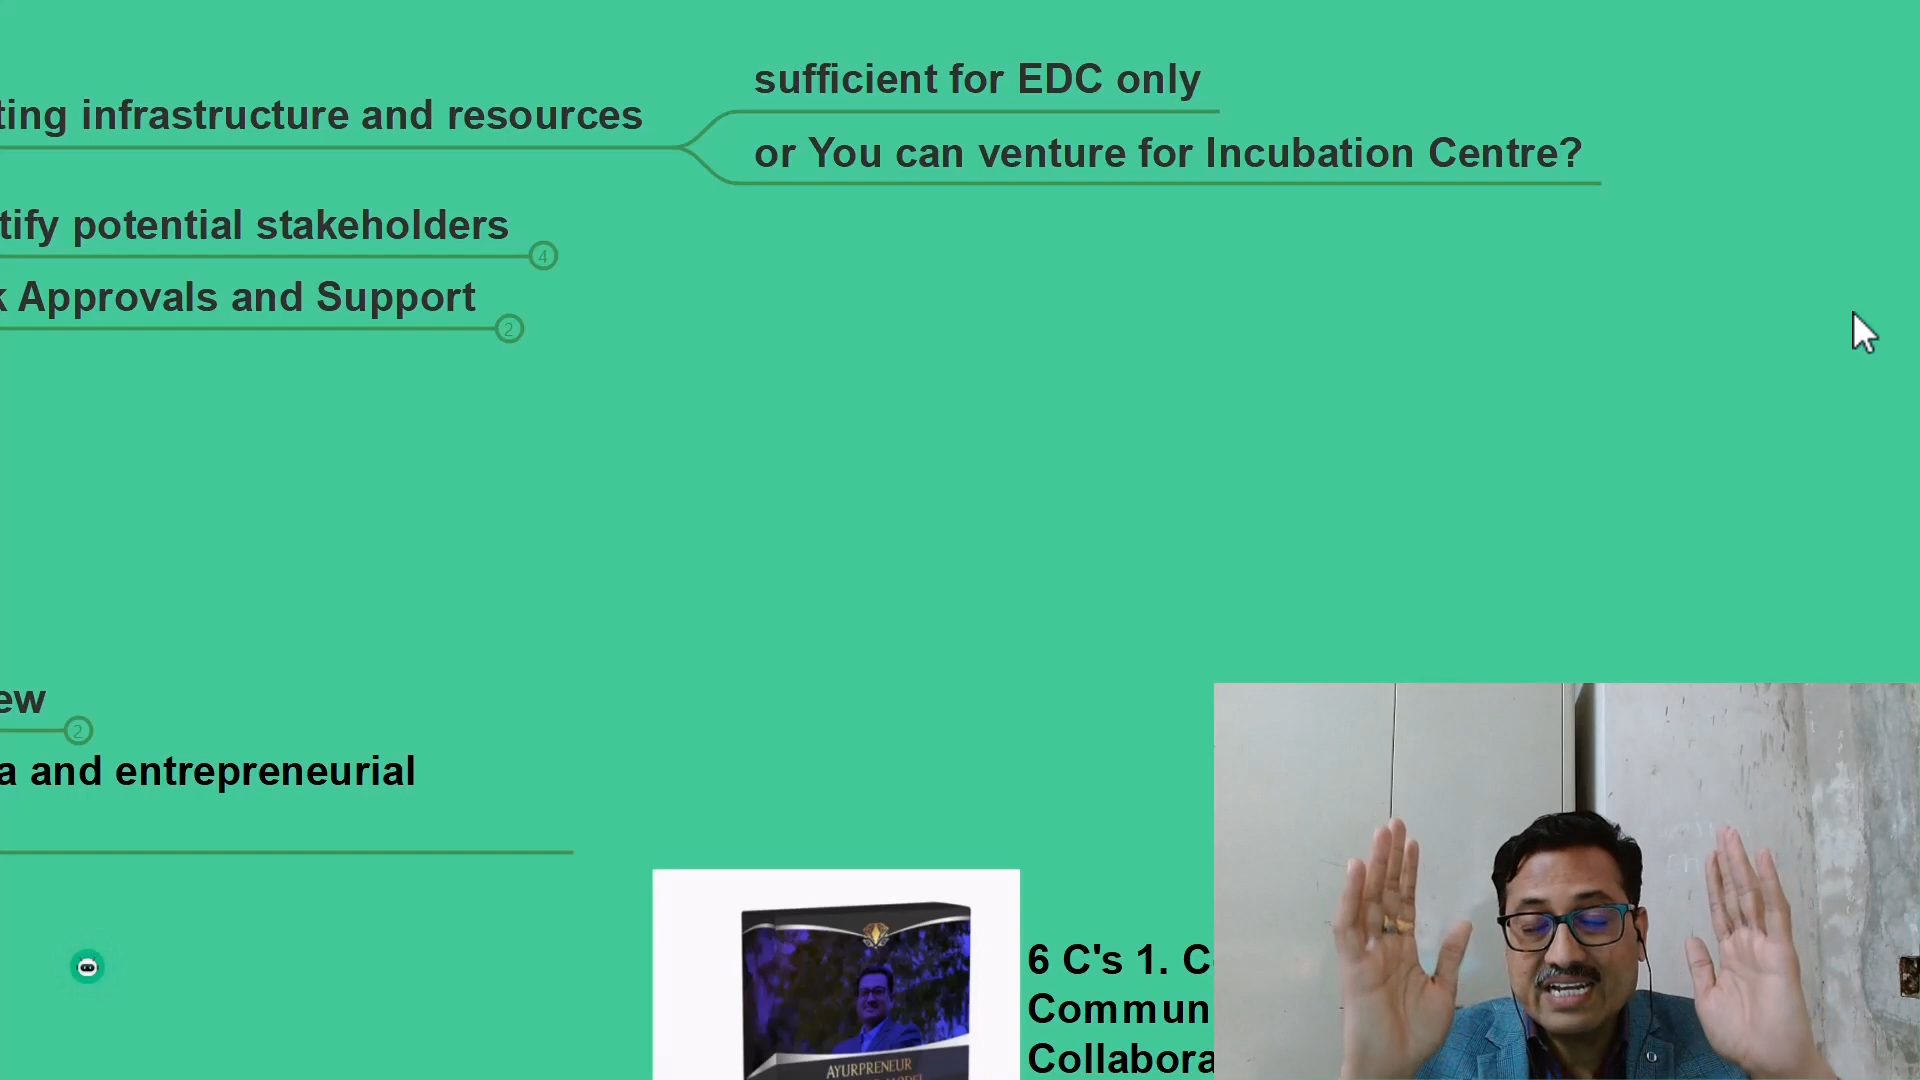 sufficient for EDC only
ting infrastructure and resources
or You can venture for Incubation Centre?
tify potential stakeholders
4
k Approvals and Support
2
ew
2
a and entrepreneurial
6 C's 1. C
Commun
Collabora
AYURPRENEUR